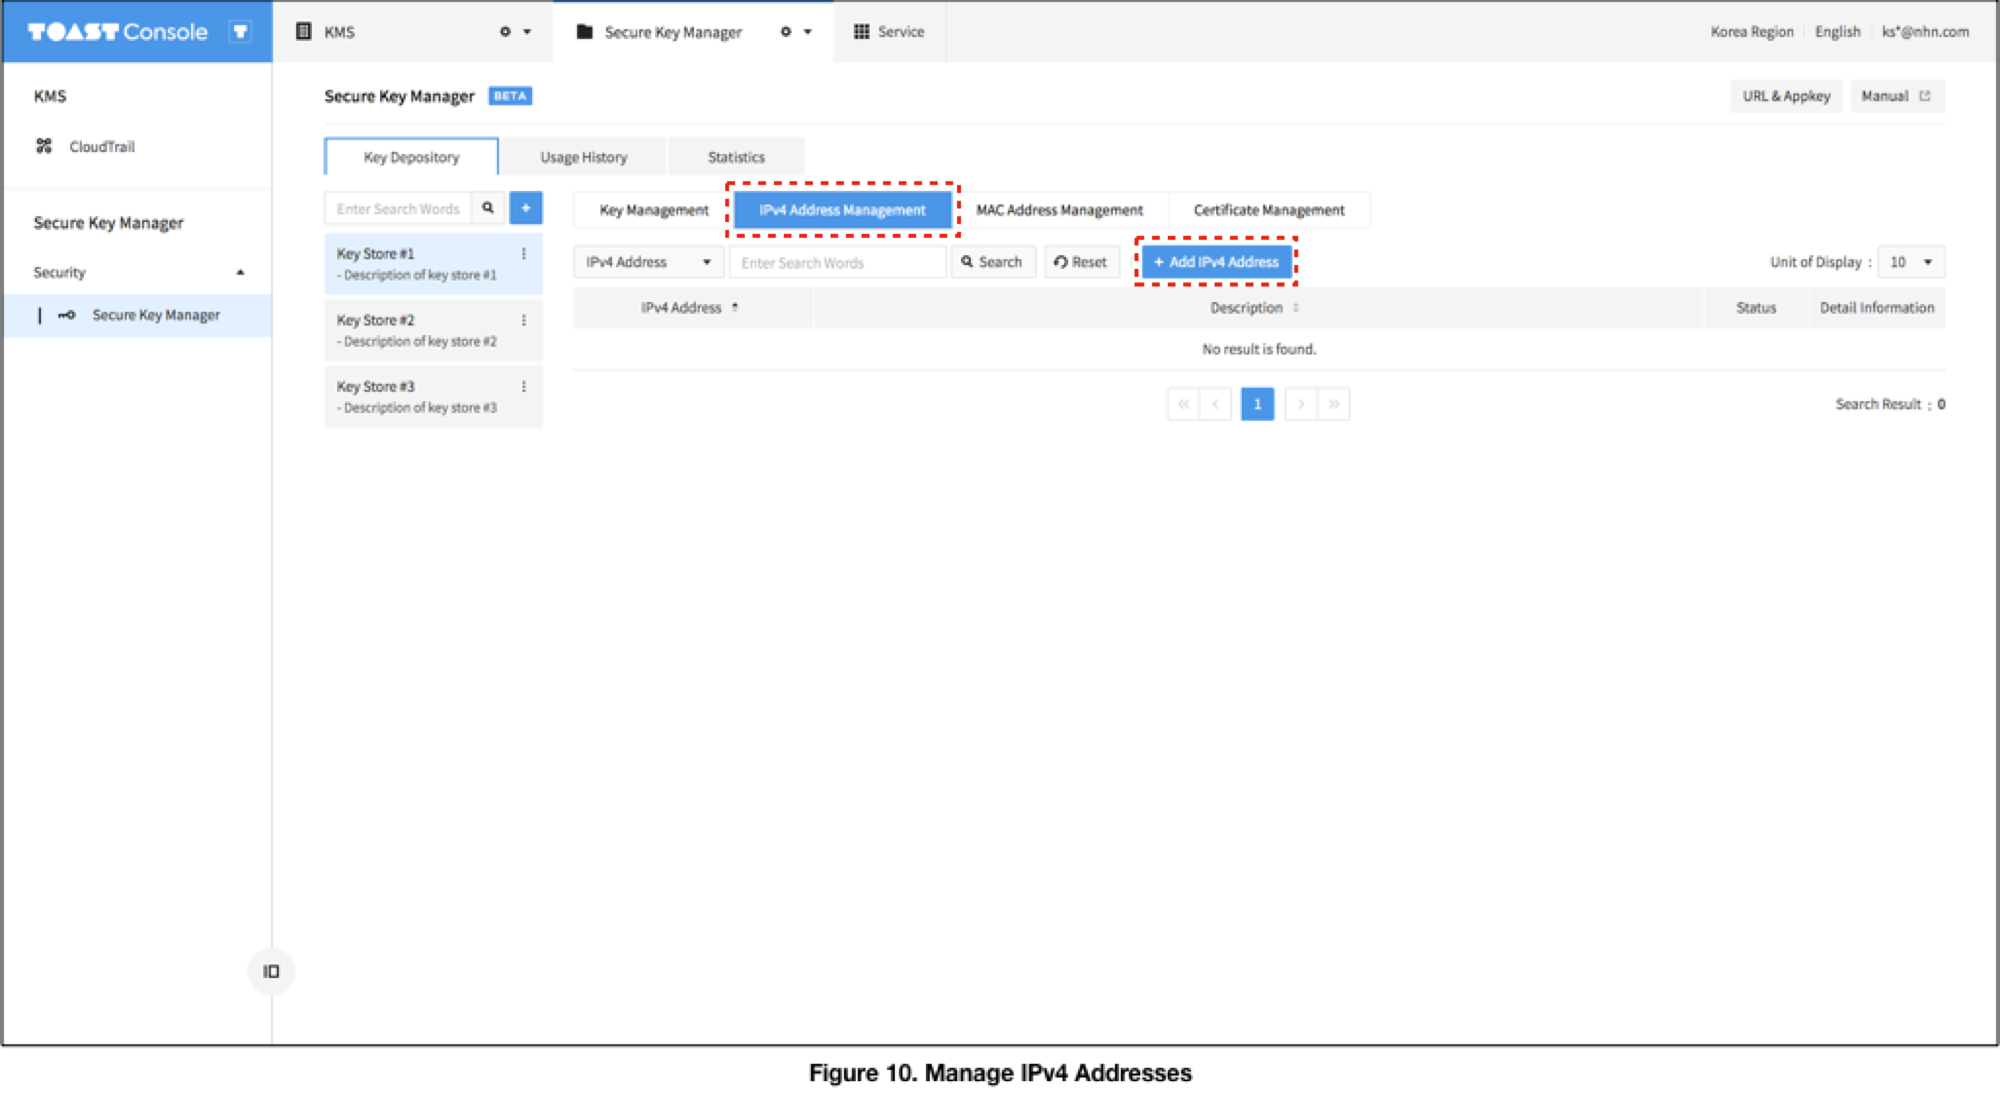 TOAST Console
KMS
Secure Key Manager
Service
Korea Region
English
ks*@nhn.com
KMS
CloudTrail
Secure Key Manager
Security
Secure Key Manager
Secure Key Manager BETA
URL & Appkey
Manual
Key Depository
Usage History
Statistics
Enter Search Words
+
Key Store #1
- Description of key store #1
Key Store #2
- Description of key store #2
Key Store #3
- Description of key store #3
Key Management
IPv4 Address Management
MAC Address Management
Certificate Management
IPv4 Address
Enter Search Words
Search
Reset
+ Add IPv4 Address
Unit of Display : 10
IPv4 Address
Description
Status
Detail Information
No result is found.
« ‹ 1 › »
Search Result : 0
Figure 10. Manage IPv4 Addresses